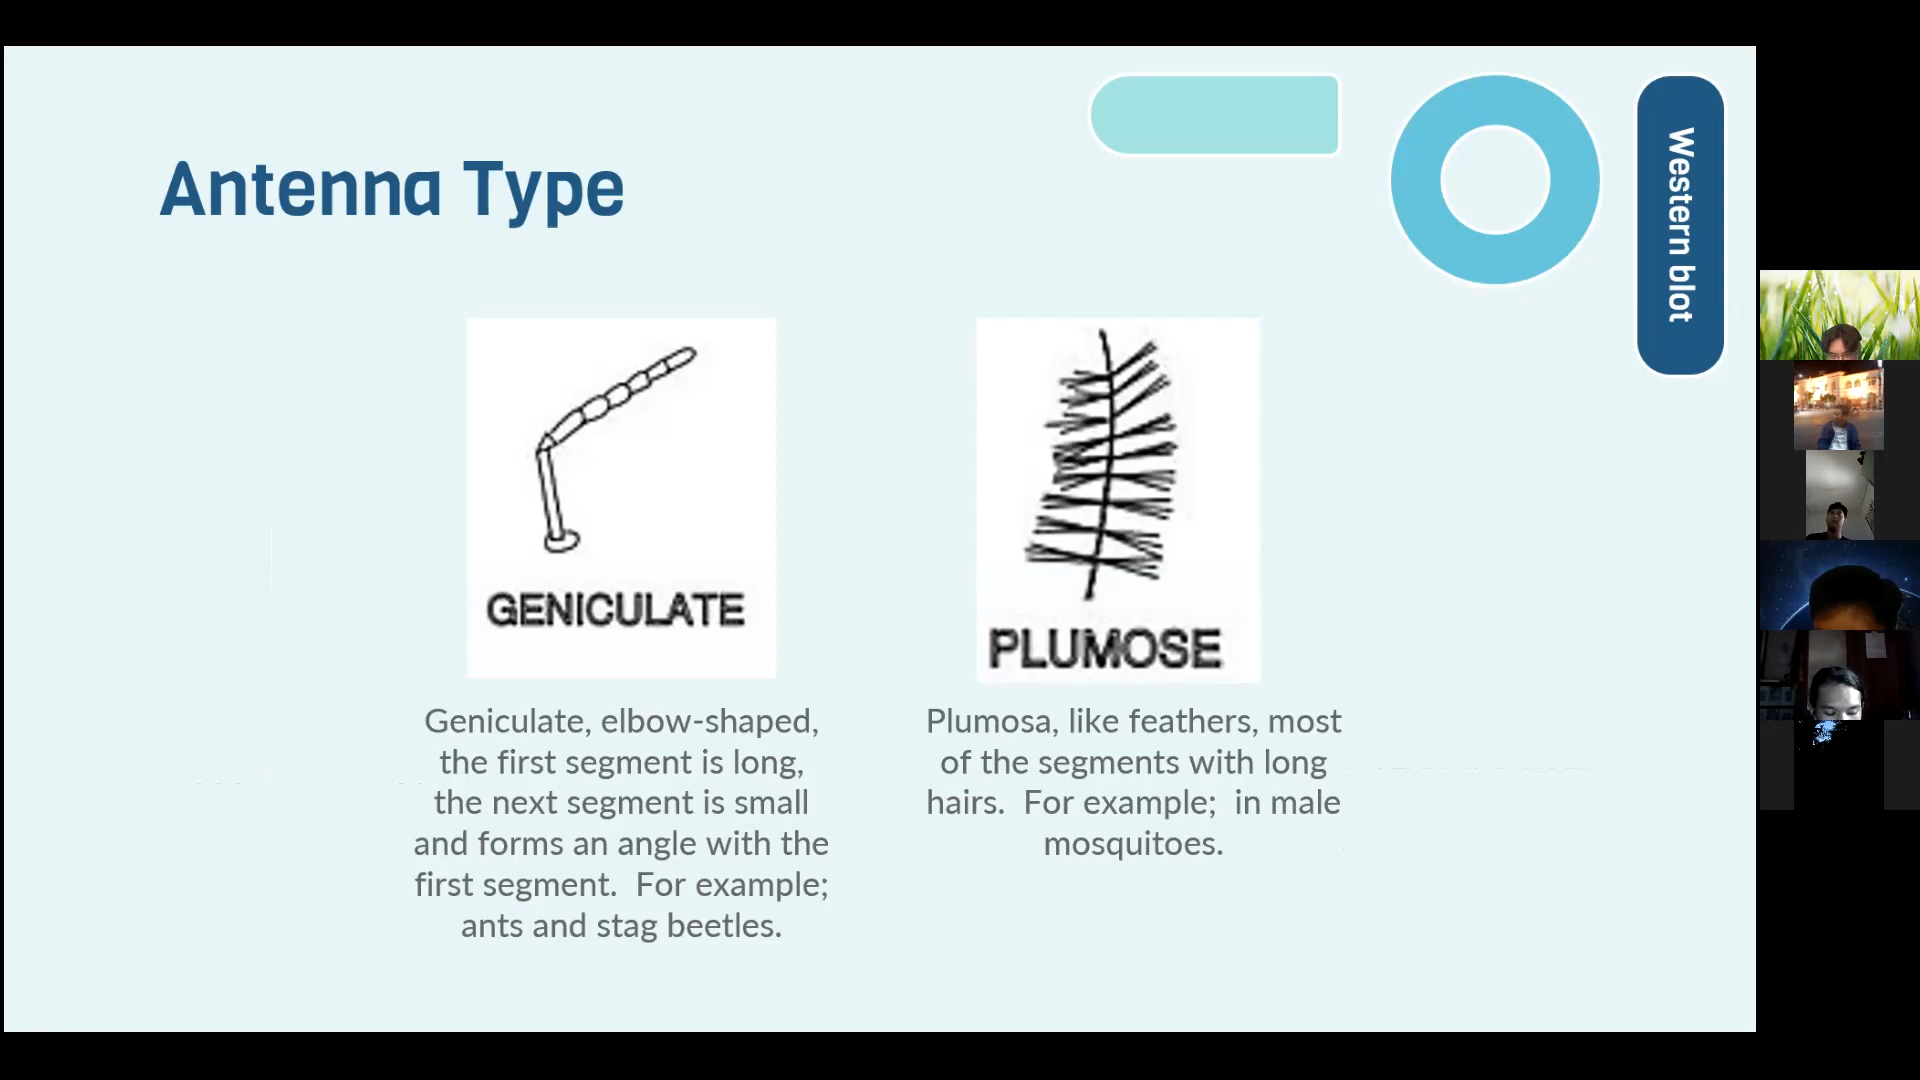 Antenna Type
Western blot
GENICULATE
Geniculate, elbow-shaped,
the first segment is long,
the next segment is small
and forms an angle with the
first segment.  For example;
ants and stag beetles.
PLUMOSE
Plumosa, like feathers, most
of the segments with long
hairs.  For example;  in male
mosquitoes.